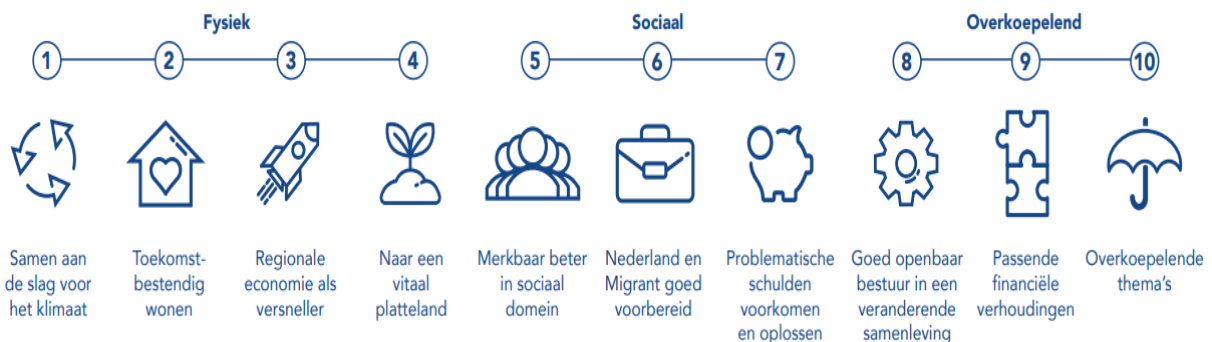 Fysiek
1
2
3
4
Samen aan
de slag voor
het klimaat
Toekomst-
bestendig
wonen
Regionale
economie als
versneller
Naar een
vitaal
platteland
Sociaal
5
6
7
Merkbaar beter
in sociaal
domein
Nederland en
Migrant goed
voorbereid
Problematische
schulden
voorkomen
en oplossen
Overkoepelend
8
9
10
Goed openbaar
bestuur in een
veranderende
samenleving
Passende
financiële
verhoudingen
Overkoepelende
thema's